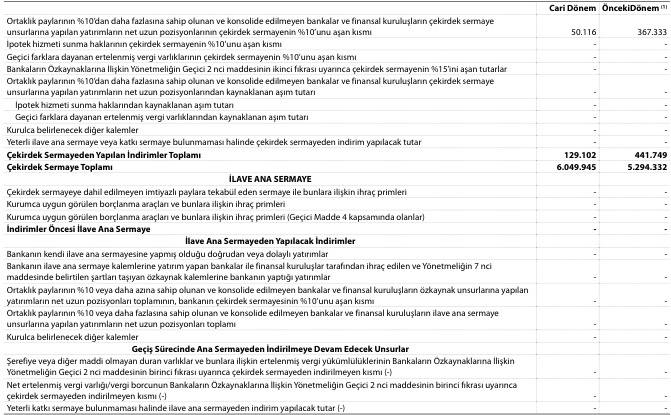 Cari Dönem ÖncekiDönem (1)
Ortaklık paylarının %10'dan daha fazlasına sahip olunan ve konsolide edilmeyen bankalar ve finansal kuruluşların çekirdek sermaye
unsurlarına yapılan yatırımların net uzun pozisyonlarının çekirdek sermayenin %10'unu aşan kısmı 50.116 367.333
İpotek hizmeti sunma haklarının çekirdek sermayenin %10'unu aşan kısmı - -
Geçici farklara dayanan ertelenmiş vergi varlıklarının çekirdek sermayenin %10'unu aşan kısmı - -
Bankaların Özkaynaklarına İlişkin Yönetmeliğin Geçici 2 nci maddesinin ikinci fıkrası uyarınca çekirdek sermayenin %15'ini aşan tutarlar - -
Ortaklık paylarının %10'dan daha fazlasına sahip olunan ve konsolide edilmeyen bankalar ve finansal kuruluşların çekirdek sermaye
unsurlarına yapılan yatırımların net uzun pozisyonlarından kaynaklanan aşım tutarı - -
İpotek hizmeti sunma haklarından kaynaklanan aşım tutarı - -
Geçici farklara dayanan ertelenmiş vergi varlıklarından kaynaklanan aşım tutarı - -
Kurulca belirlenecek diğer kalemler - -
Yeterli ilave ana sermaye veya katkı sermaye bulunmaması halinde çekirdek sermayeden indirim yapılacak tutar - -
Çekirdek Sermayeden Yapılan İndirimler Toplamı 129.102 441.749
Çekirdek Sermaye Toplamı 6.049.945 5.294.332
İLAVE ANA SERMAYE
Çekirdek sermayeye dahil edilmeyen imtiyazlı paylara tekabül eden sermaye ile bunlara ilişkin ihraç primleri - -
Kurumca uygun görülen borçlanma araçları ve bunlara ilişkin ihraç primleri - -
Kurumca uygun görülen borçlanma araçları ve bunlara ilişkin ihraç primleri (Geçici Madde 4 kapsamında olanlar) - -
İndirimler Öncesi İlave Ana Sermaye - -
İlave Ana Sermayeden Yapılacak İndirimler
Bankanın kendi ilave ana sermayesine yapmış olduğu doğrudan veya dolaylı yatırımlar - -
Bankanın ilave ana sermaye kalemlerine yatırım yapan bankalar ile finansal kuruluşlar tarafından ihraç edilen ve Yönetmeliğin 7 nci
maddesinde belirtilen şartları taşıyan özkaynak kalemlerine bankanın yaptığı yatırımlar - -
Ortaklık paylarının %10 veya daha azına sahip olunan ve konsolide edilmeyen bankalar ve finansal kuruluşların özkaynak unsurlarına yapılan
yatırımların net uzun pozisyonları toplamının, bankanın çekirdek sermayesinin %10'unu aşan kısmı - -
Ortaklık paylarının %10 veya daha fazlasına sahip olunan ve konsolide edilmeyen bankalar ve finansal kuruluşların ilave ana sermaye
unsurlarına yapılan yatırımların net uzun pozisyonları toplamı - -
Kurulca belirlenecek diğer kalemler - -
Geçiş Sürecinde Ana Sermayeden İndirilmeye Devam Edecek Unsurlar
Şerefiye veya diğer maddi olmayan duran varlıklar ve bunlara ilişkin ertelenmiş vergi yükümlülüklerinin Bankaların Özkaynaklarına İlişkin
Yönetmeliğin Geçici 2 nci maddesinin birinci fıkrası uyarınca çekirdek sermayeden indirilmeyen kısmı (-) - -
Net ertelenmiş vergi varlığı/vergi borcunun Bankaların Özkaynaklarına İlişkin Yönetmeliğin Geçici 2 nci maddesinin birinci fıkrası uyarınca
çekirdek sermayeden indirilmeyen kısmı (-) - -
Yeterli katkı sermaye bulunmaması halinde ilave ana sermayeden indirim yapılacak tutar (-) - -